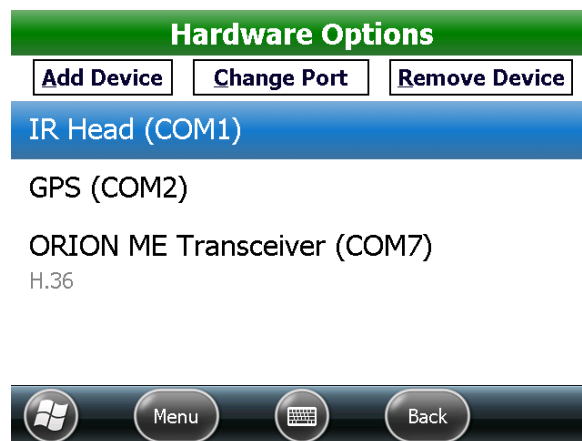 Hardware Options
Add Device Change Port Remove Device
IR Head (COM1)
GPS (COM2)
ORION ME Transceiver (COM7)
H.36
Menu Back